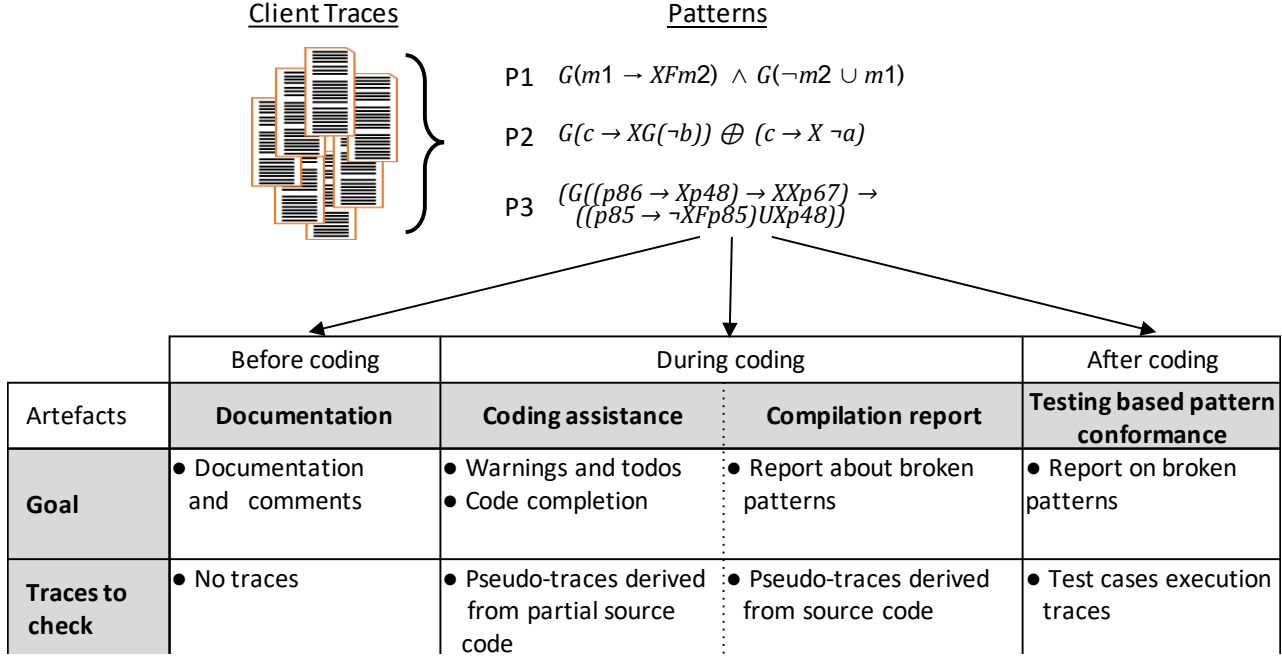 Client Traces
Patterns
P1 G(m1 → XFm2) ∧ G(¬m2 ∪ m1)
P2 G(c → XG(¬b)) ⊕ (c → X ¬a)
P3 (G((p86 → Xp48) → XXp67) →
((p85 → ¬XFp85)UXp48))
Before coding
During coding
After coding
Artefacts
Documentation
Coding assistance
Compilation report
Testing based pattern
conformance
Goal
● Documentation
and comments
● Warnings and todos
● Code completion
● Report about broken
patterns
● Report on broken
patterns
Traces to
check
● No traces
● Pseudo-traces derived
from partial source
code
● Pseudo-traces derived
from source code
● Test cases execution
traces